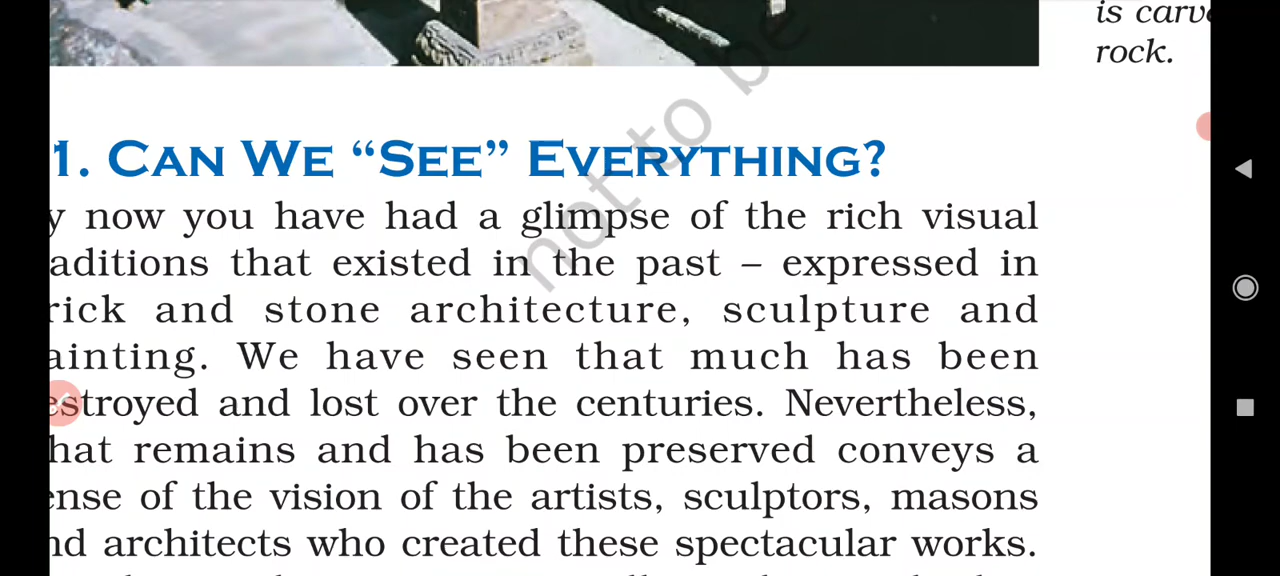 is carv
rock.
1. CAN WE “SEE” EVERYTHING?
y now you have had a glimpse of the rich visual
aditions that existed in the past – expressed in
rick and stone architecture, sculpture and
ainting. We have seen that much has been
estroyed and lost over the centuries. Nevertheless,
hat remains and has been preserved conveys a
ense of the vision of the artists, sculptors, masons
nd architects who created these spectacular works.
not to be